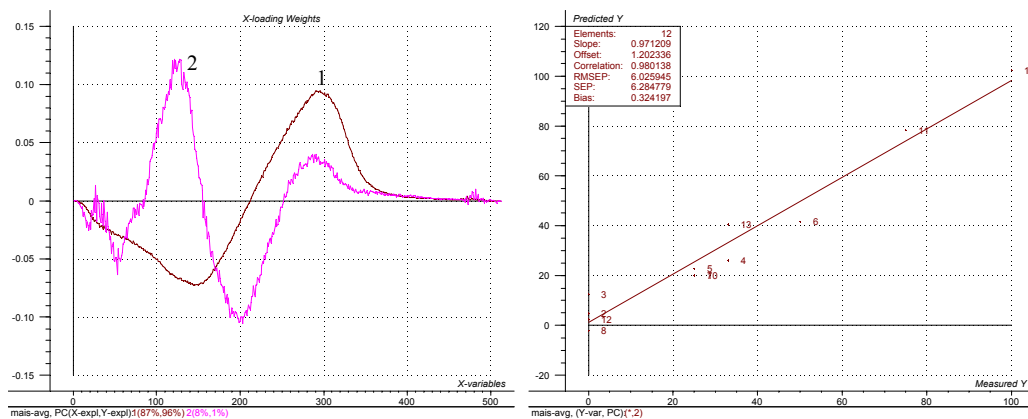 X-loading Weights
0.15
0.10
0.05
0
-0.05
-0.10
-0.15
2
1
X-variables
0 100 200 300 400 500
mais-avg, PC(X-expl,Y-expl):1(87%,96%) 2(8%,1%)
Predicted Y
Elements: 12
Slope: 0.971209
Offset: 1.202336
Correlation: 0.980138
RMSEP: 6.025945
SEP: 6.284779
Bias: 0.324197
120
100
80
60
40
20
0
-20
1
11
13
6
4
5
10
3
2
12
8
Measured Y
0 20 40 60 80 100
mais-avg, (Y-var, PC):(*,2)